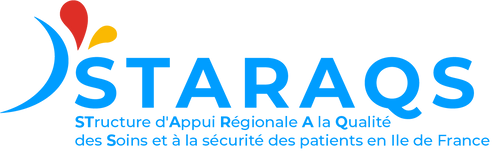 STARAQS
STructure d'Appui Régionale A la Qualité
des Soins et à la sécurité des patients en Ile de France